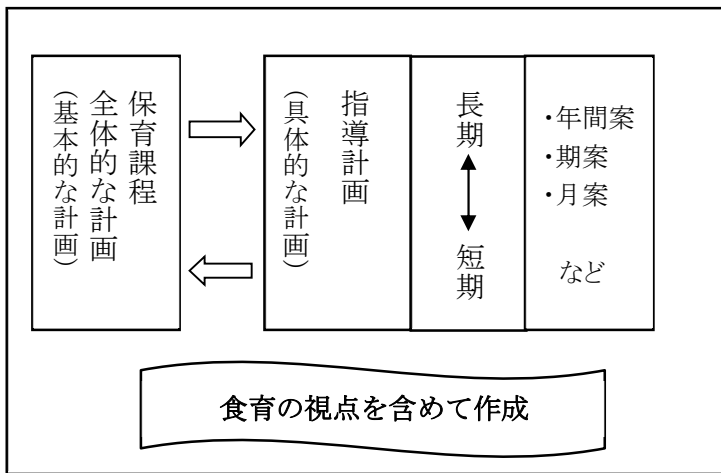 保育課程
全体的な計画
(基本的な計画)
指導計画
(具体的な計画)
長期
短期
・年間案
・期案
・月案
など
食育の視点を含めて作成